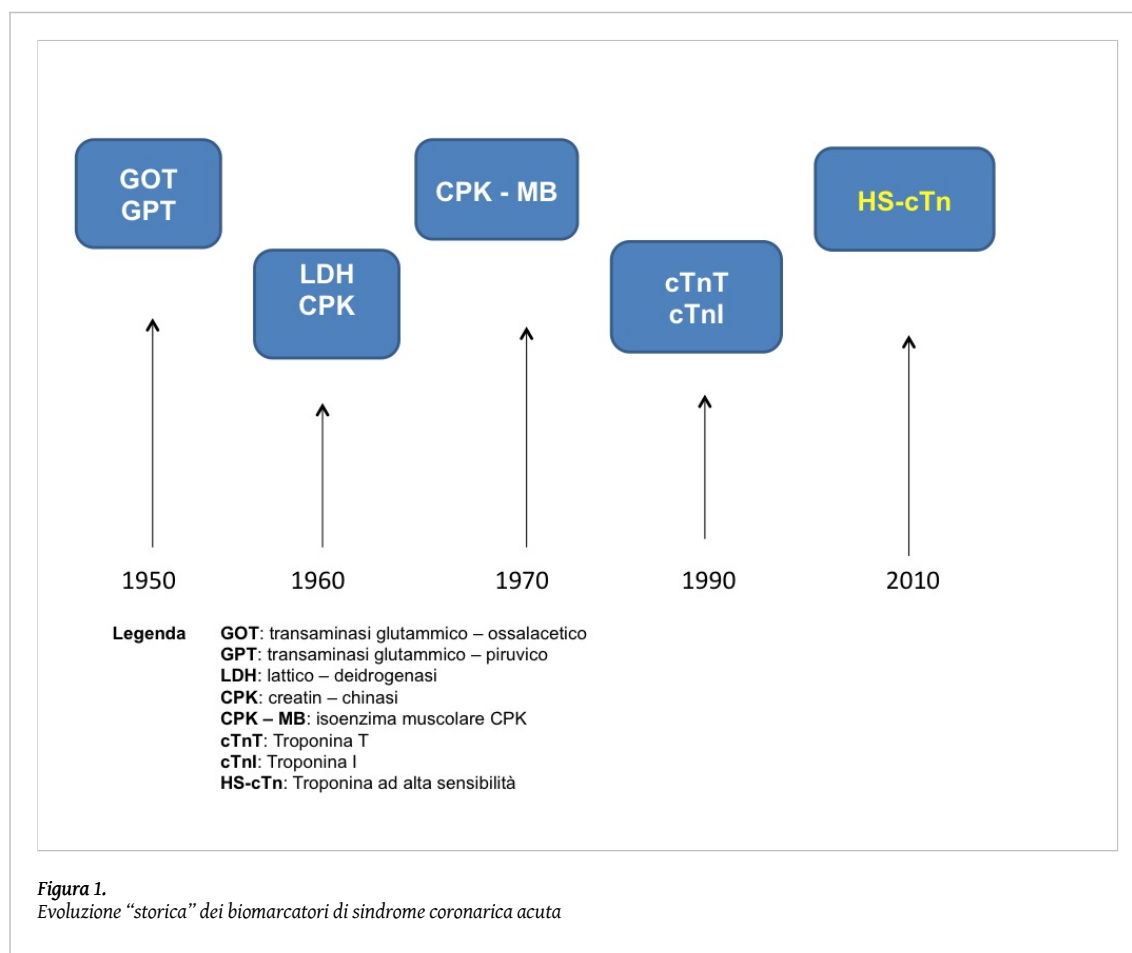 GOT
GPT
LDH
CPK
CPK - MB
cTnT
cTnI
HS-cTn
1950
1960
1970
1990
2010
Legenda
GOT: transaminasi glutammico – ossalacetico
GPT: transaminasi glutammico – piruvico
LDH: lattico – deidrogenasi
CPK: creatin – chinasi
CPK – MB: isoenzima muscolare CPK
cTnT: Troponina T
cTnI: Troponina I
HS-cTn: Troponina ad alta sensibilità
Figura 1.
Evoluzione “storica” dei biomarcatori di sindrome coronarica acuta